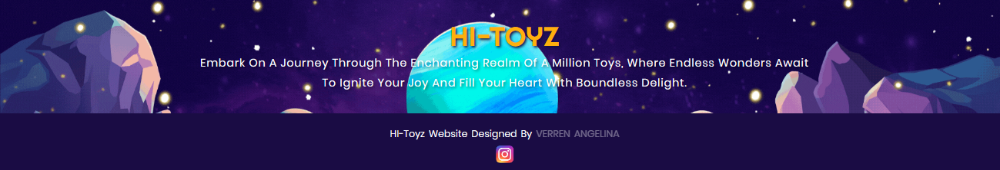 HI-TOYZ
Embark On A Journey Through The Enchanting Realm Of A Million Toys, Where Endless Wonders Await
To Ignite Your Joy And Fill Your Heart With Boundless Delight.
HI-Toyz Website Designed By VERREN ANGELINA